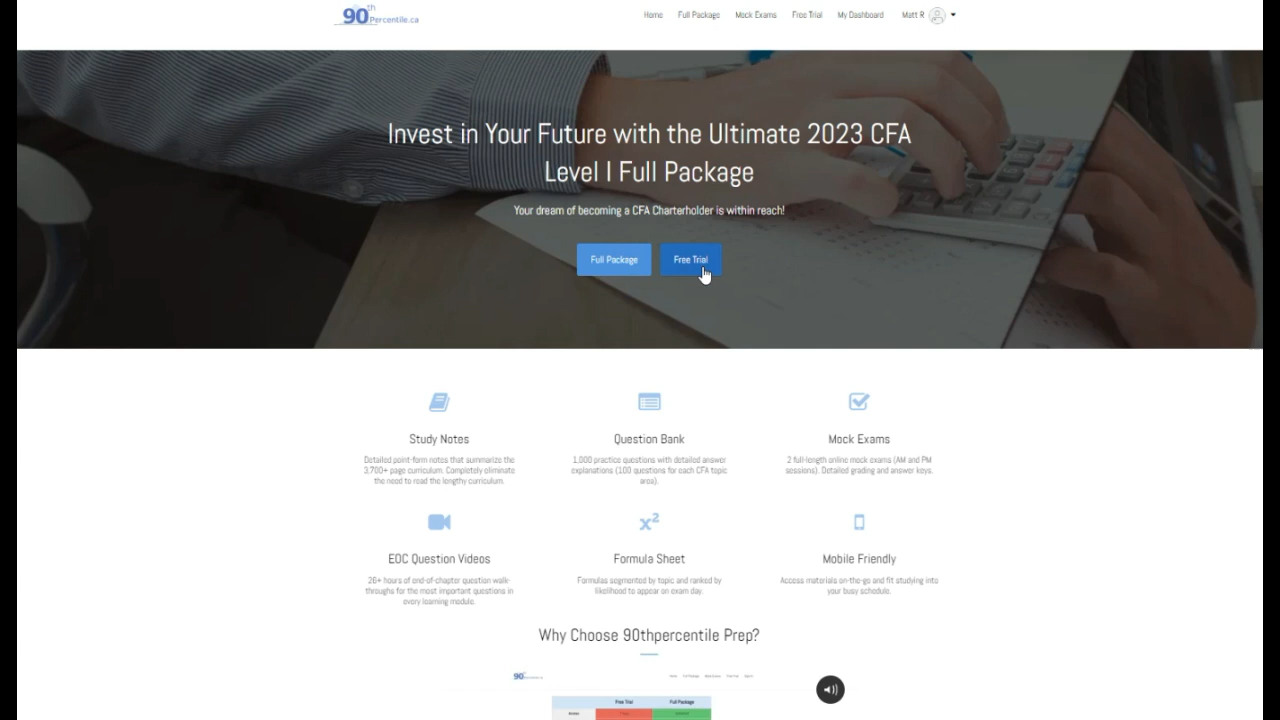 90th
Percentile.ca
Home Full Package Mock Exams Free Trial My Dashboard Matt R
Invest in Your Future with the Ultimate 2023 CFA
Level I Full Package
Your dream of becoming a CFA Charterholder is within reach!
Full Package Free Trial
Study Notes
Detailed point-form notes that summarize the
3,700+ page curriculum. Completely eliminate
the need to read the lengthy curriculum.
Question Bank
1,000 practice questions with detailed answer
explanations (100 questions for each CFA topic
area).
Mock Exams
2 full-length online mock exams (AM and PM
sessions). Detailed grading and answer keys.
EOC Question Videos
26+ hours of end-of-chapter question walk-
throughs for the most important questions in
every learning module.
x²
Formula Sheet
Formulas segmented by topic and ranked by
likelihood to appear on exam day.
Mobile Friendly
Access materials on-the-go and fit studying into
your busy schedule.
Why Choose 90thpercentile Prep?
90
Free Trial Full Package